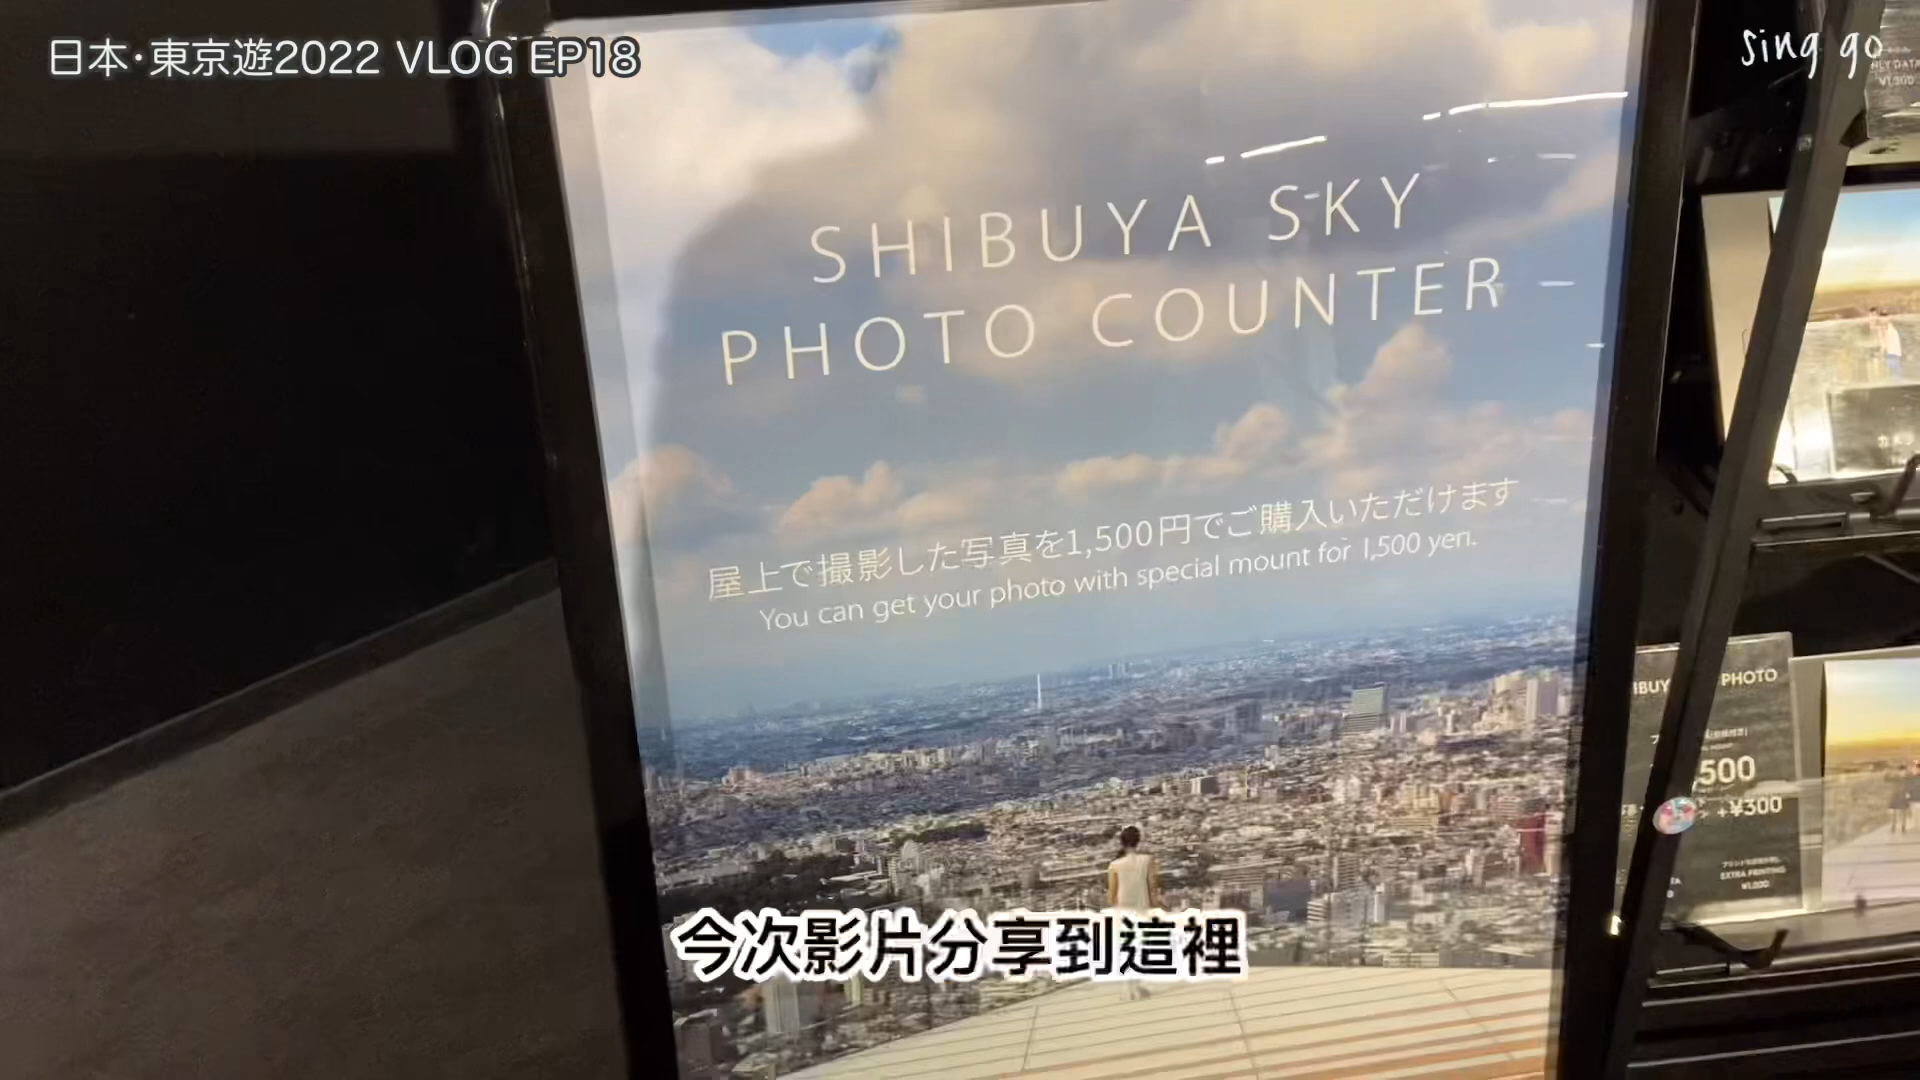 日本·東京遊2022 VLOG EP18
sing go
SHIBUYA SKY
PHOTO COUNTER
屋上で撮影した写真を1,500円でご購入いただけます
You can get your photo with special mount for 1,500 yen.
PHOTO
500
+¥300
EXTRA PRINTING
今次影片分享到這裡